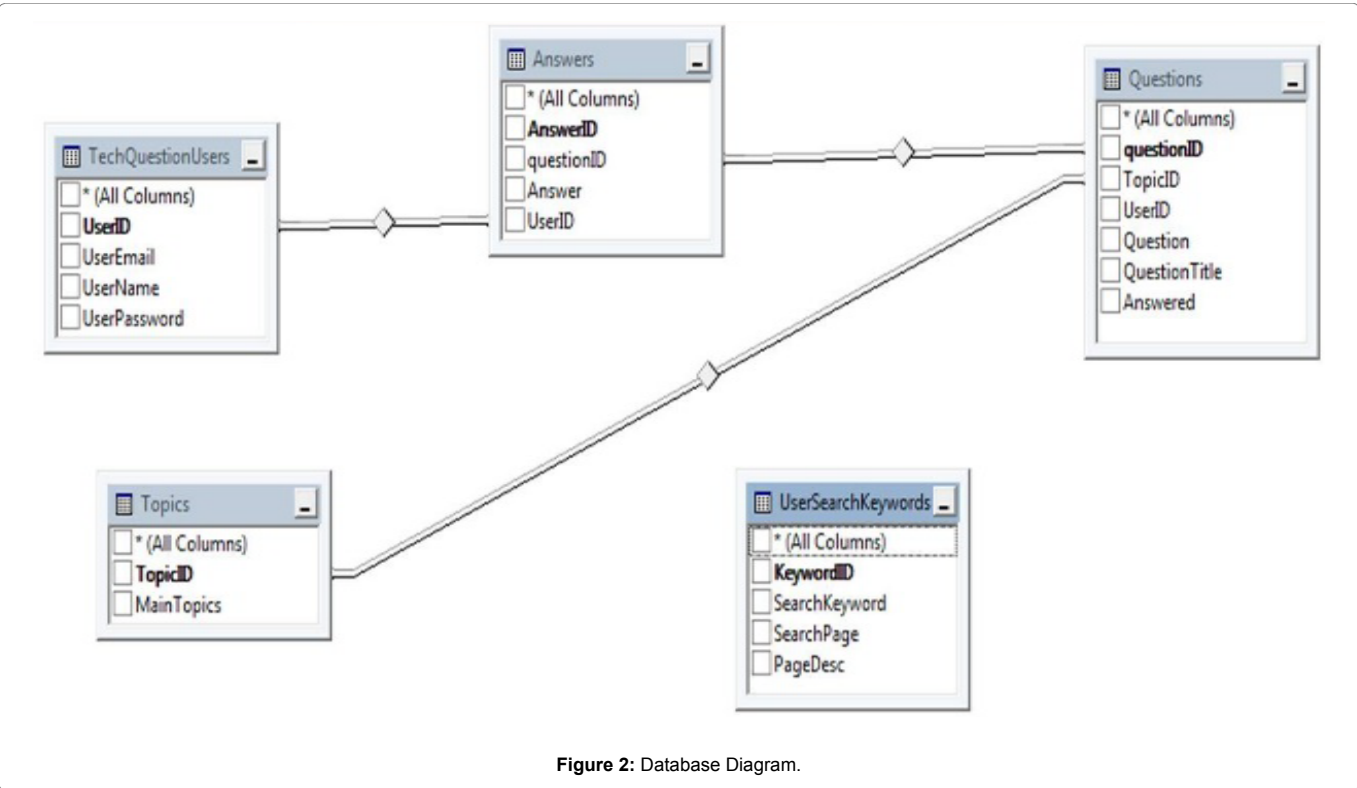 Answers
* (All Columns)
AnswerID
questionID
Answer
UserID
Questions
* (All Columns)
questionID
TopicID
UserID
Question
QuestionTitle
Answered
TechQuestionUsers
* (All Columns)
UserID
UserEmail
UserName
UserPassword
Topics
* (All Columns)
TopicID
MainTopics
UserSearchKeywords
* (All Columns)
KeywordID
SearchKeyword
SearchPage
PageDesc
Figure 2: Database Diagram.